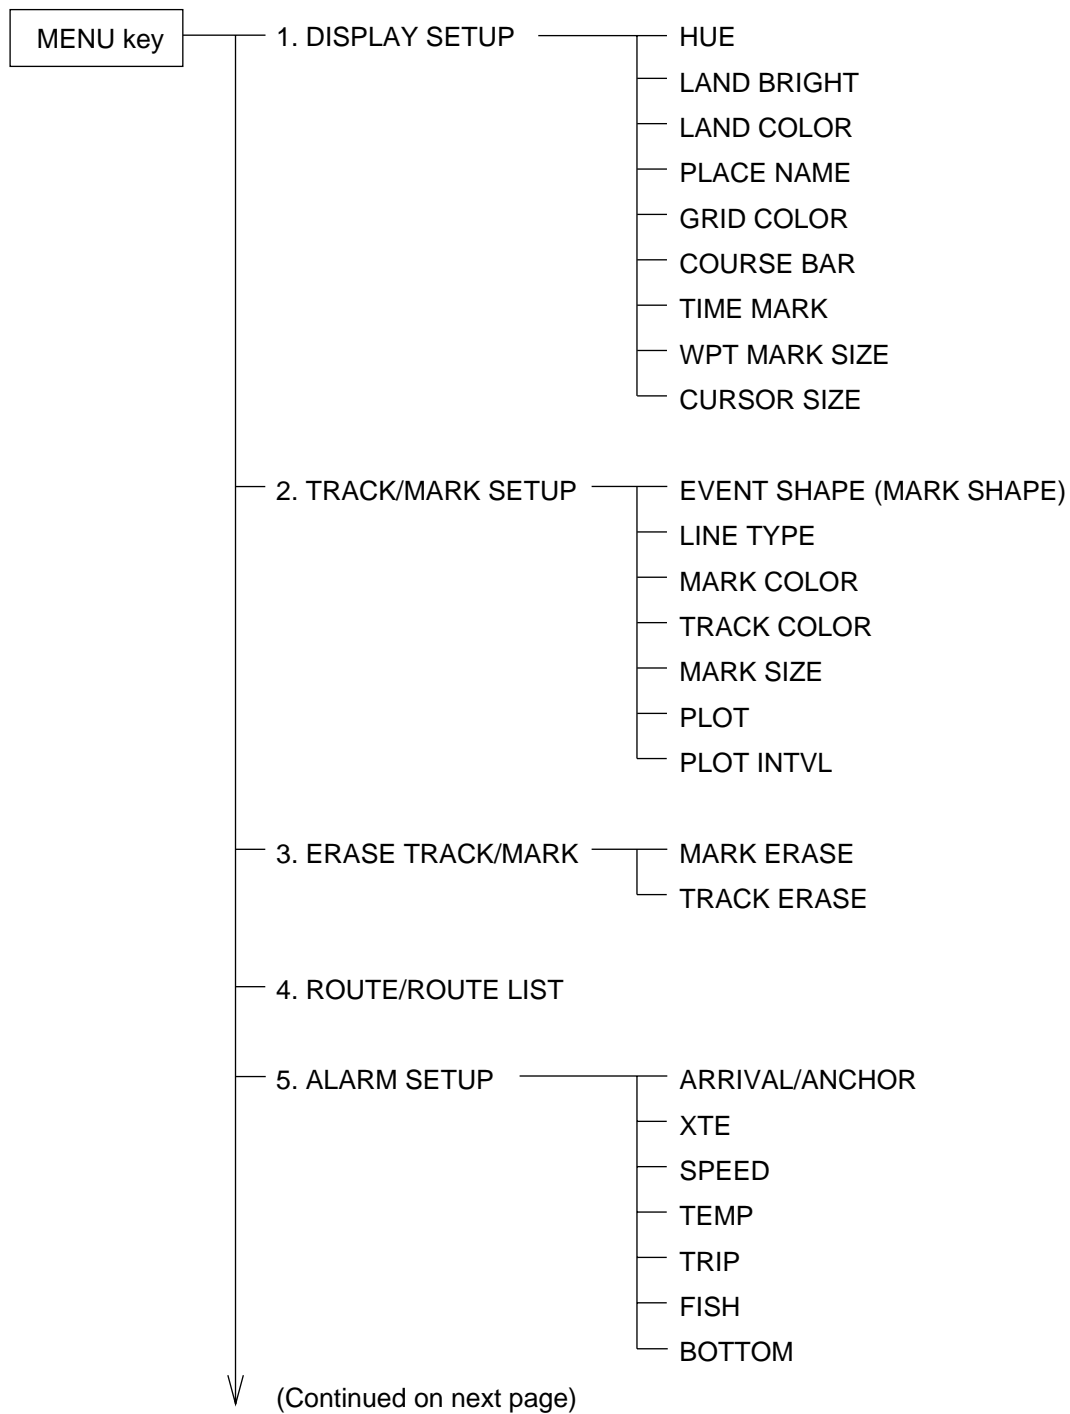 MENU key
1. DISPLAY SETUP
HUE
LAND BRIGHT
LAND COLOR
PLACE NAME
GRID COLOR
COURSE BAR
TIME MARK
WPT MARK SIZE
CURSOR SIZE
2. TRACK/MARK SETUP
EVENT SHAPE (MARK SHAPE)
LINE TYPE
MARK COLOR
TRACK COLOR
MARK SIZE
PLOT
PLOT INTVL
3. ERASE TRACK/MARK
MARK ERASE
TRACK ERASE
4. ROUTE/ROUTE LIST
5. ALARM SETUP
ARRIVAL/ANCHOR
XTE
SPEED
TEMP
TRIP
FISH
BOTTOM
(Continued on next page)